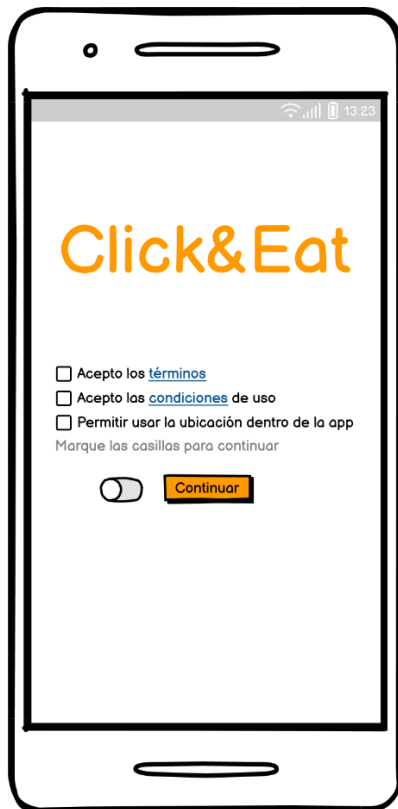 13:23
Click&Eat
Acepto los términos
Acepto las condiciones de uso
Permitir usar la ubicación dentro de la app
Marque las casillas para continuar
Continuar